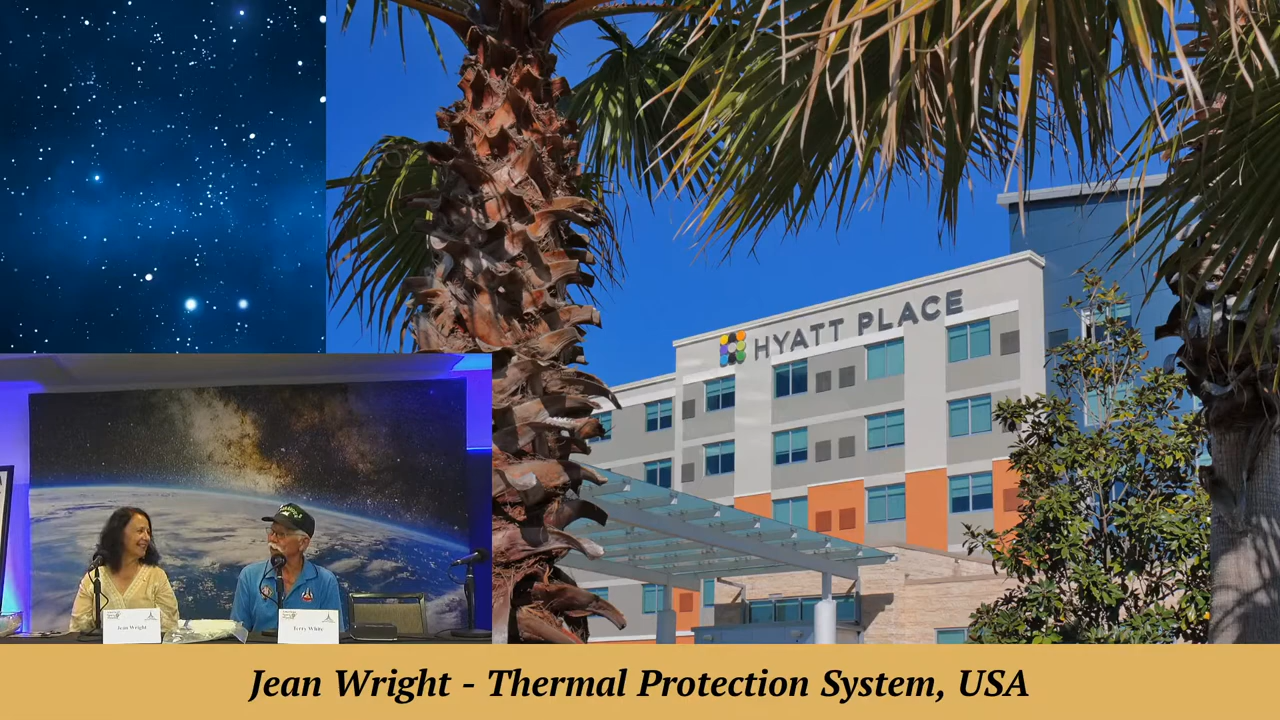 HYATT PLACE
Jean Wright
Terry White
Jean Wright - Thermal Protection System, USA